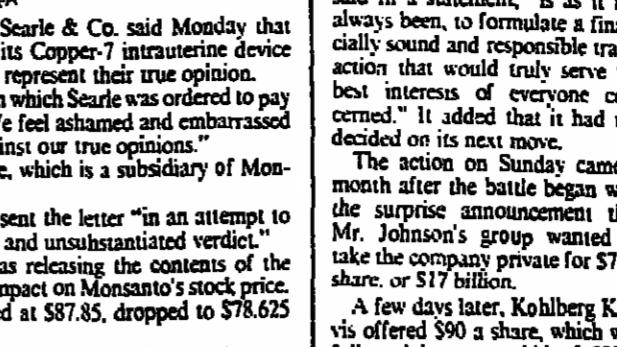 Searle & Co. said Monday that
its Copper-7 intrauterine device
represent their true opinion.
which Searle was ordered to pay
feel ashamed and embarrassed
our true opinions."
which is a subsidiary of Mon-
sent the letter "in an attempt to
and unsubstantiated verdict."
releasing the contents of the
on Monsanto's stock price.
at $87.85, dropped to $78.625
said in a statement, "is as it
always been, to formulate a fina
cially sound and responsible tra
action that would truly serve
best interests of everyone c
cerned." It added that it had
decided on its next move.
The action on Sunday came
month after the battle began w
the surprise announcement t
Mr. Johnson's group wanted
take the company private for $7
share, or $17 billion.
A few days later, Kohlberg K
vis offered $90 a share, which w